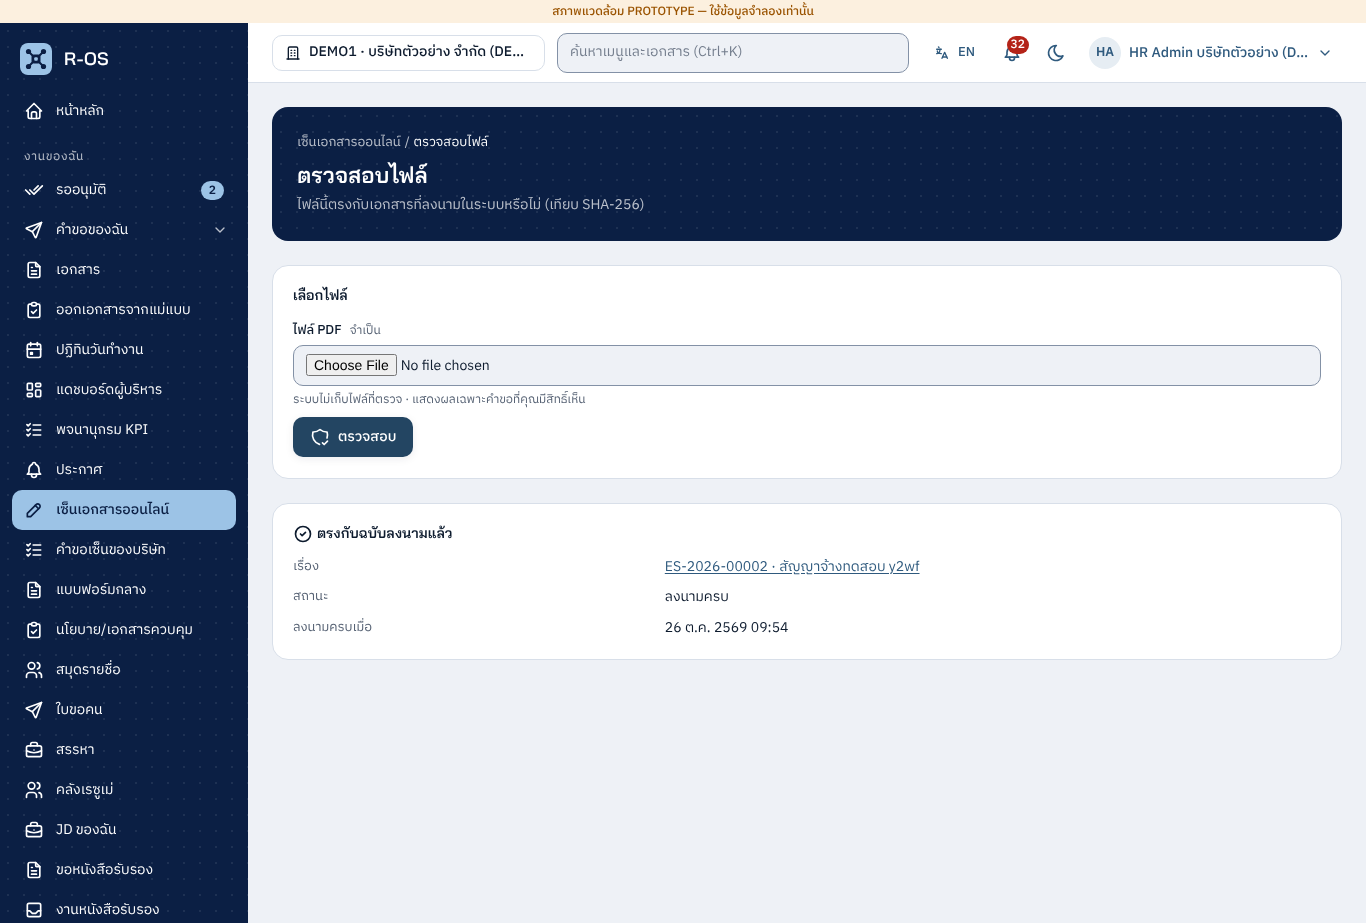 สภาพแวดล้อม PROTOTYPE — ใช้ข้อมูลจำลองเท่านั้น
R-OS
DEMO1 · บริษัทตัวอย่าง จำกัด (DE...
ค้นหาเมนูและเอกสาร (Ctrl+K)
EN
32
HA
HR Admin บริษัทตัวอย่าง (D...
หน้าหลัก
งานของฉัน
รออนุมัติ 2
คำขอของฉัน
เอกสาร
ออกเอกสารจากแม่แบบ
ปฏิทินวันทำงาน
แดชบอร์ดผู้บริหาร
พจนานุกรม KPI
ประกาศ
เซ็นเอกสารออนไลน์
คำขอเซ็นของบริษัท
แบบฟอร์มกลาง
นโยบาย/เอกสารควบคุม
สมุดรายชื่อ
ใบขอคน
สรรหา
คลังเรซูเม่
JD ของฉัน
ขอหนังสือรับรอง
งานหนังสือรับรอง
เซ็นเอกสารออนไลน์ / ตรวจสอบไฟล์
ตรวจสอบไฟล์
ไฟล์นี้ตรงกับเอกสารที่ลงนามในระบบหรือไม่ (เทียบ SHA-256)
เลือกไฟล์
ไฟล์ PDF จำเป็น
Choose File No file chosen
ระบบไม่เก็บไฟล์ที่ตรวจ · แสดงผลเฉพาะคำขอที่คุณมีสิทธิ์เห็น
ตรวจสอบ
ตรงกับฉบับลงนามแล้ว
เรื่อง ES-2026-00002 · สัญญาจ้างทดสอบ y2wf
สถานะ ลงนามครบ
ลงนามครบเมื่อ 26 ต.ค. 2569 09:54